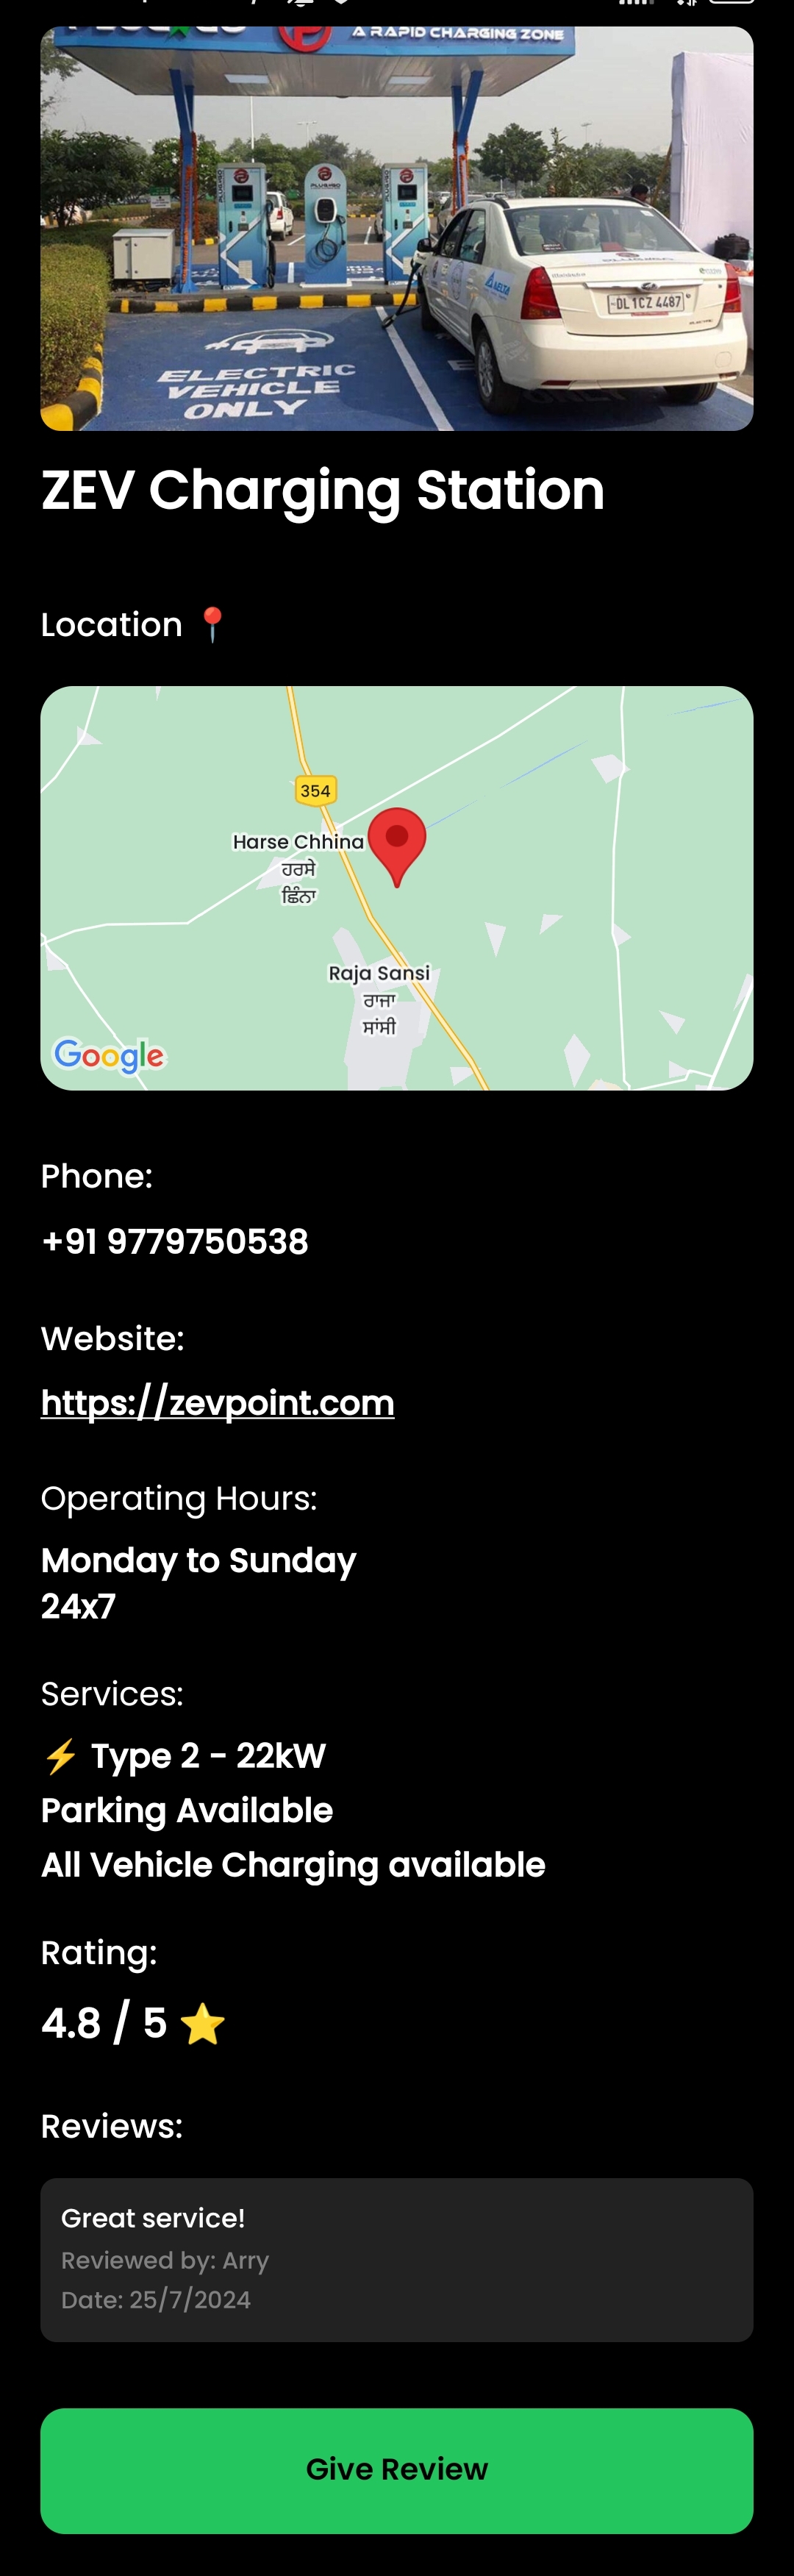 A RAPID CHARGING ZONE
PLUGNGO
DELTA
DL 1CZ 4487
ELECTRIC
ELECTRIC
VEHICLE
ONLY
ZEV Charging Station
Location 📍
354
Harse Chhina
ਹਰਸੇ
ਛਿੰਨਾ
Raja Sansi
ਰਾਜਾ
ਸਾਂਸੀ
Google
Phone:
+91 9779750538
Website:
https://zevpoint.com
Operating Hours:
Monday to Sunday
24x7
Services:
⚡ Type 2 - 22kW
Parking Available
All Vehicle Charging available
Rating:
4.8 / 5 ⭐
Reviews:
Great service!
Reviewed by: Arry
Date: 25/7/2024
Give Review